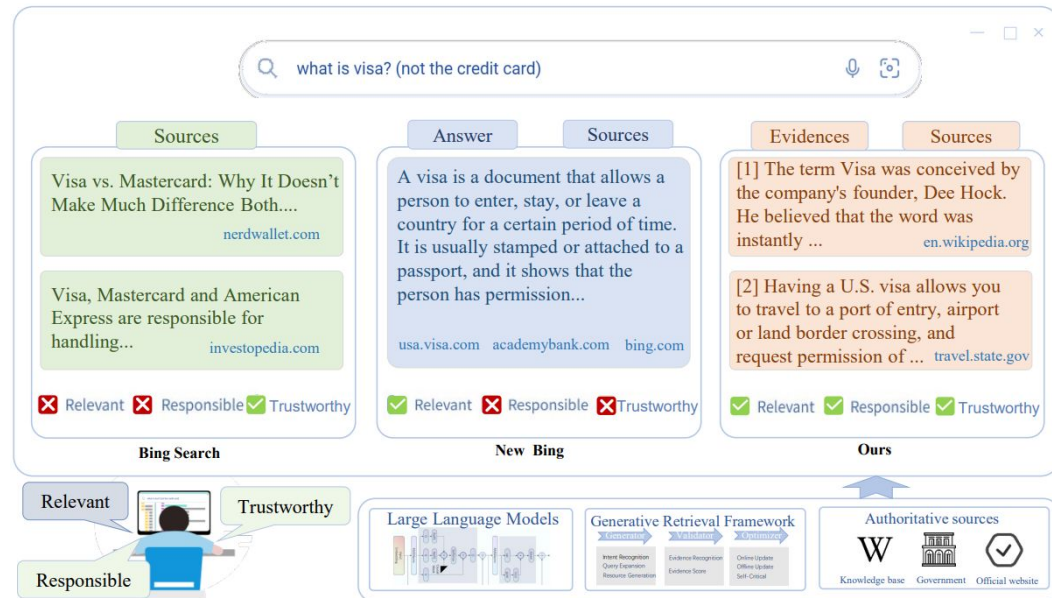 what is visa? (not the credit card)
Sources
Visa vs. Mastercard: Why It Doesn't
Make Much Difference Both....
nerdwallet.com
Visa, Mastercard and American
Express are responsible for
handling...
investopedia.com
Relevant Responsible Trustworthy
Bing Search
Answer Sources
A visa is a document that allows a
person to enter, stay, or leave a
country for a certain period of time.
It is usually stamped or attached to a
passport, and it shows that the
person has permission...
usa.visa.com academybank.com bing.com
Relevant Responsible Trustworthy
New Bing
Evidences Sources
[1] The term Visa was conceived by
the company's founder, Dee Hock.
He believed that the word was
instantly ...
en.wikipedia.org
[2] Having a U.S. visa allows you
to travel to a port of entry, airport
or land border crossing, and
request permission of ...
travel.state.gov
Relevant Responsible Trustworthy
Ours
Relevant
Trustworthy
Responsible
Large Language Models
Generative Retrieval Framework
Generator Validator Optimizer
Intent Recognition
Query Expansion
Resource Generation
Evidence Recognition
Evidence Score
Online Update
Offline Update
Self-Critical
Authoritative sources
W
Knowledge base Government Official website